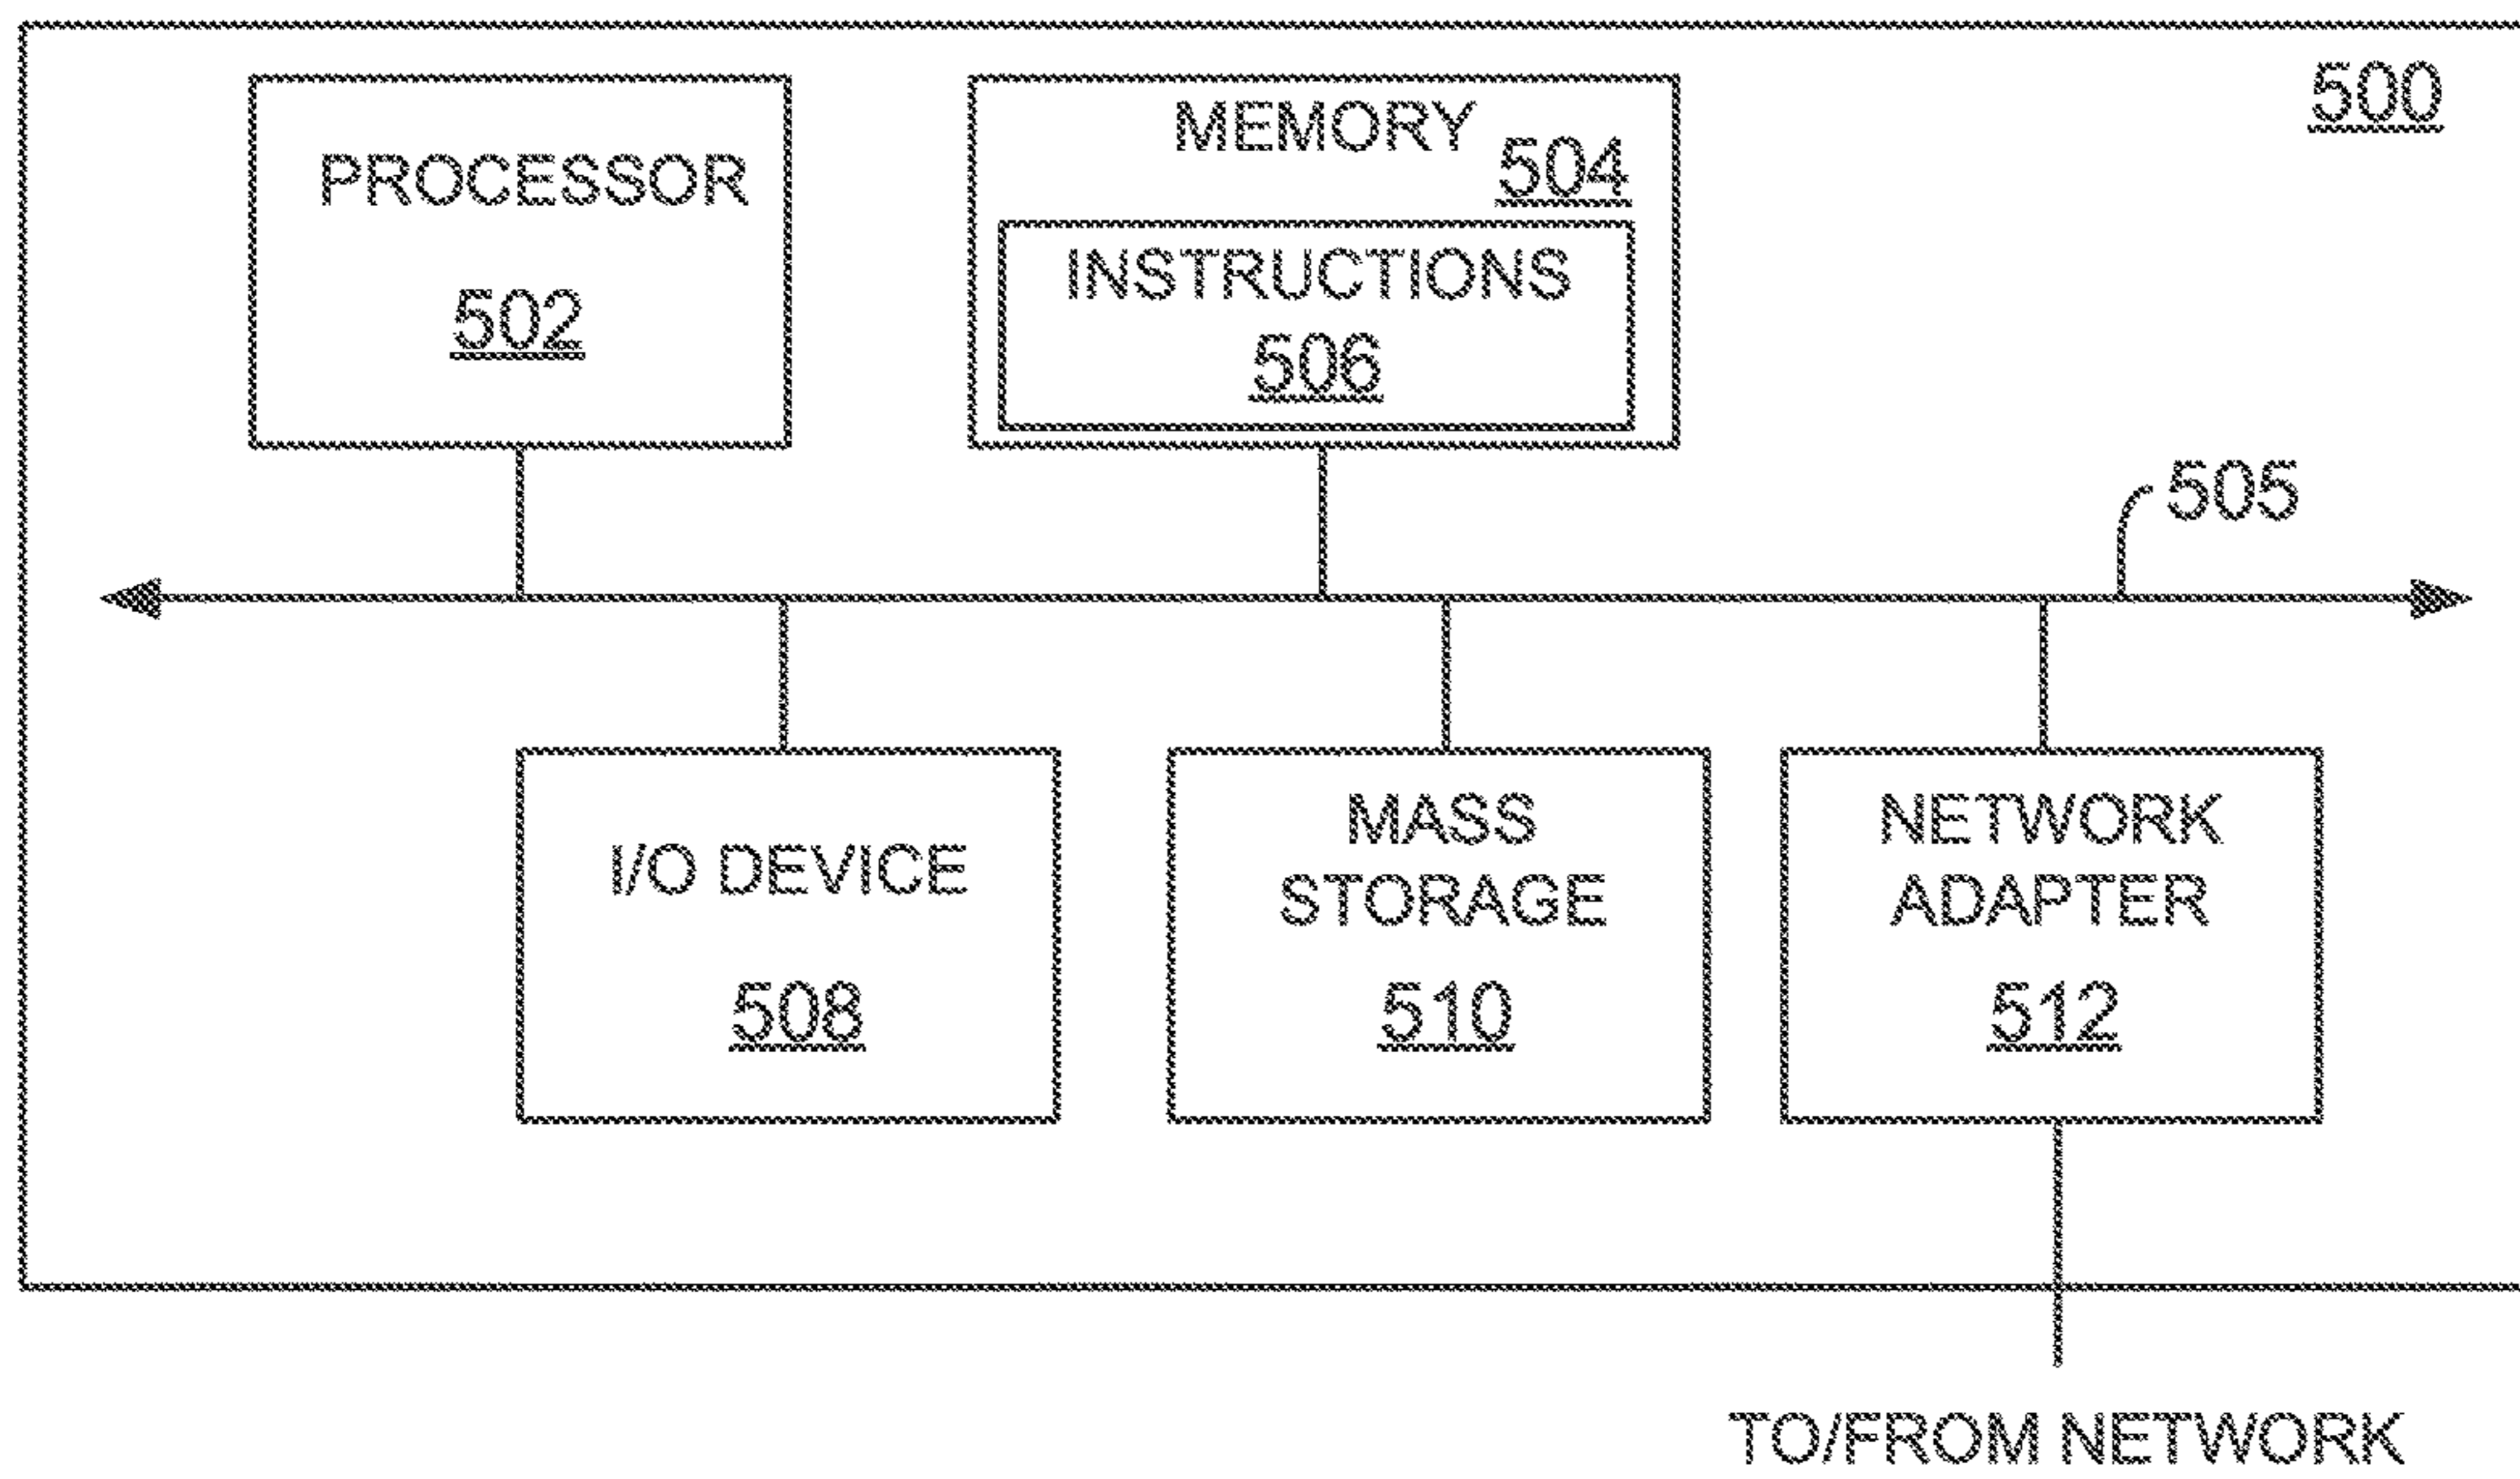 500
PROCESSOR
502
MEMORY
504
INSTRUCTIONS
506
505
I/O DEVICE
508
MASS
STORAGE
510
NETWORK
ADAPTER
512
TO/FROM NETWORK